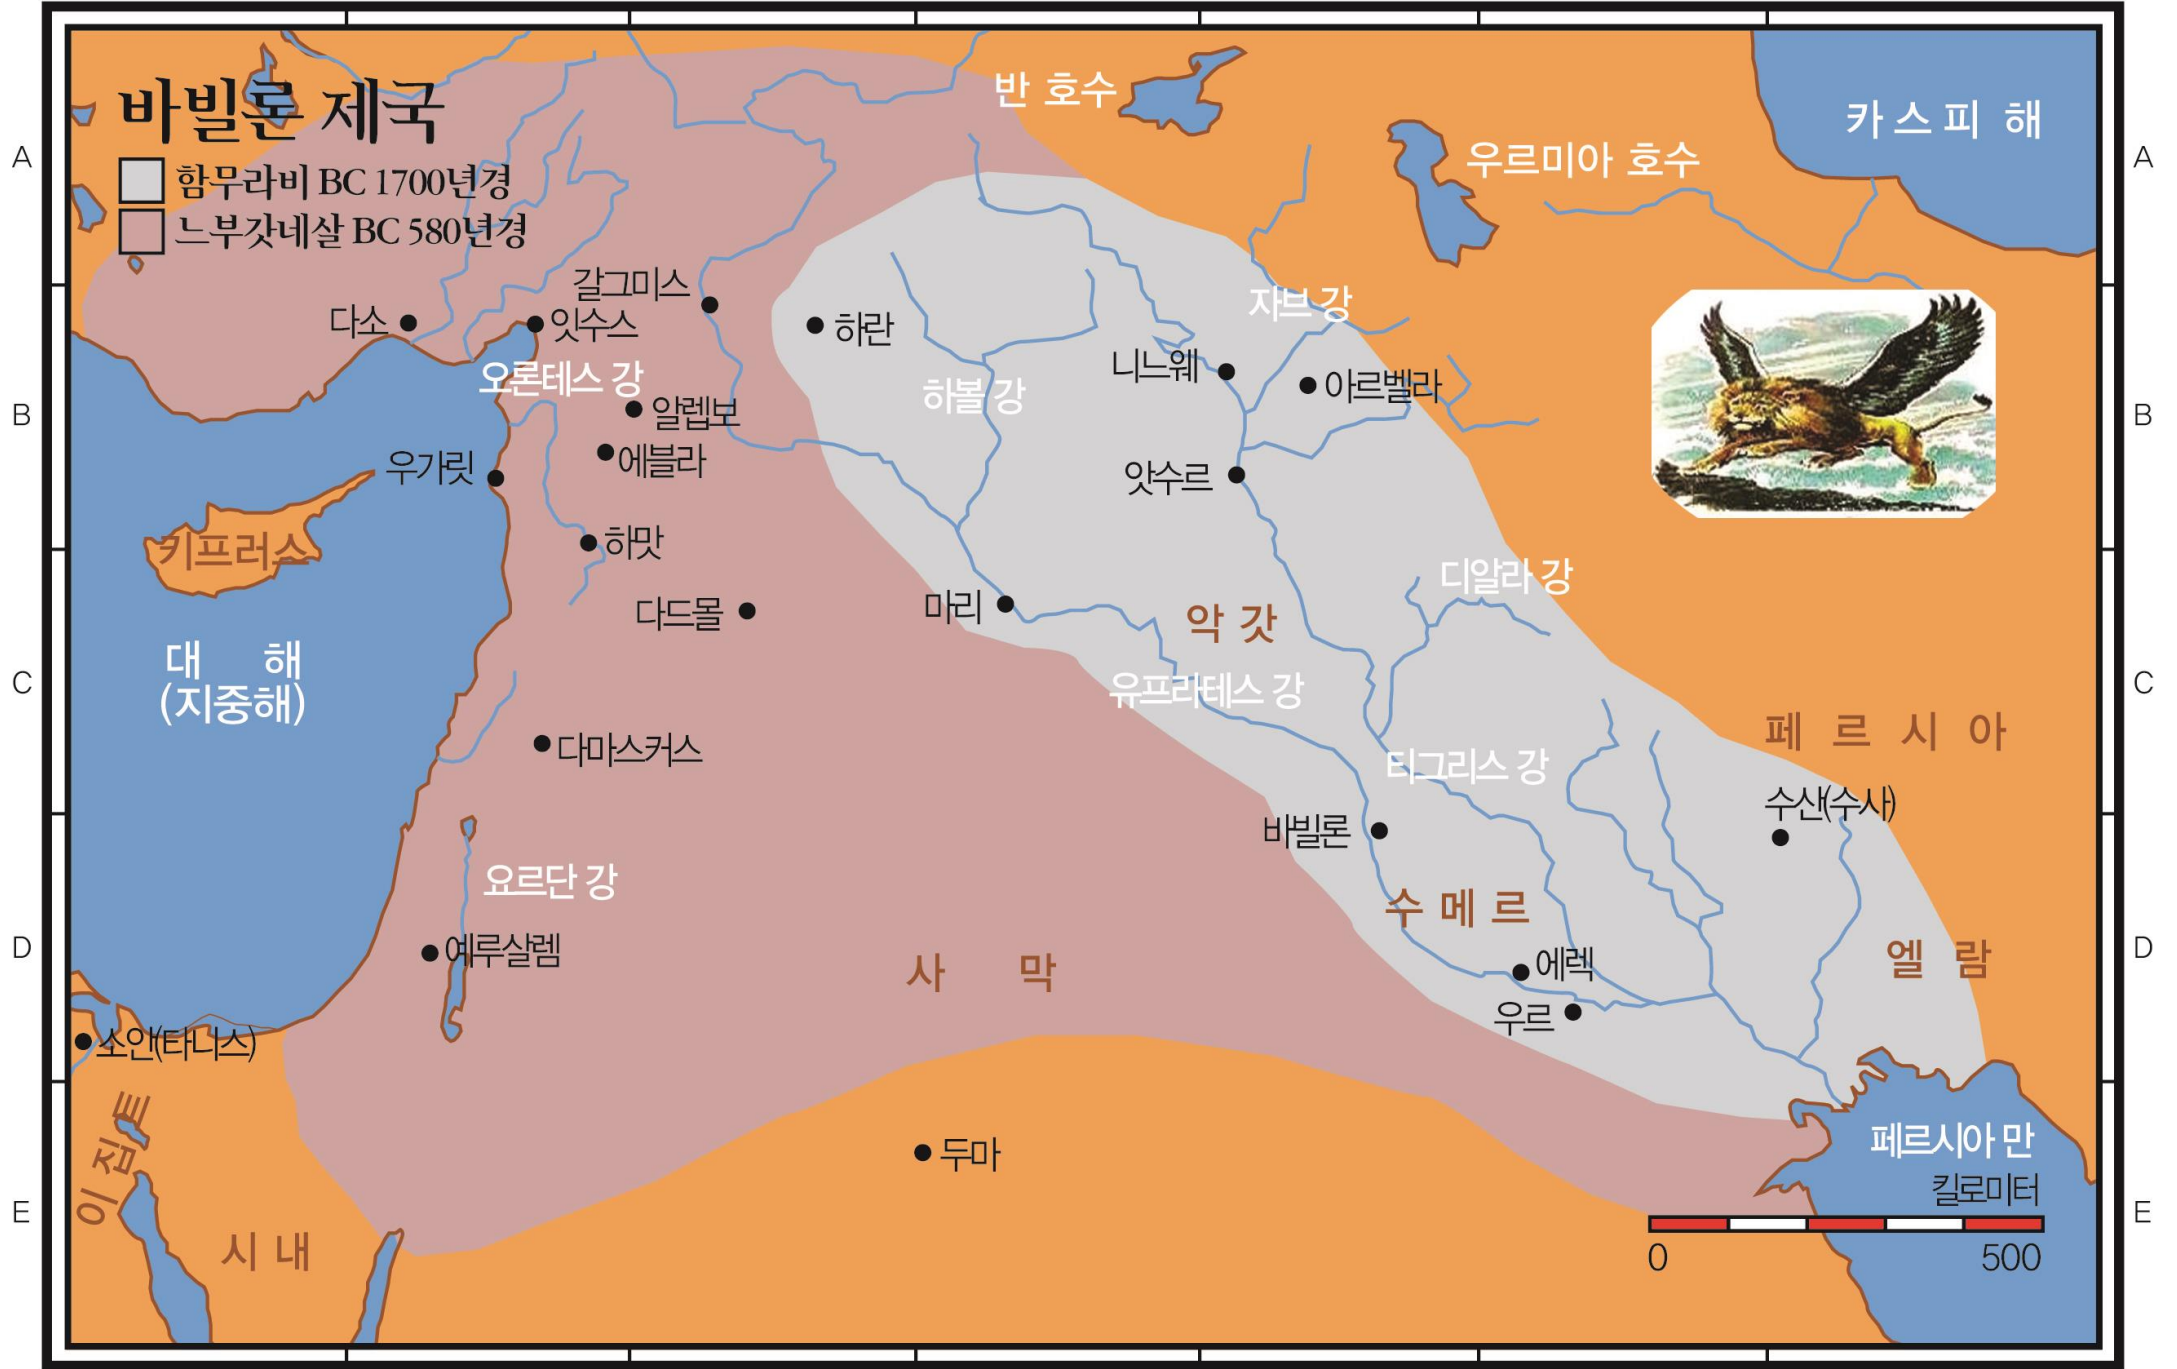 바빌론 제국
함무라비 BC 1700년경
느부갓네살 BC 580년경
반 호수
카 스 피 해
우르미아 호수
A
A
갈그미스
다소
잇수스
하란
자브 강
니느웨
아르벨라
오론테스 강
하볼 강
알렙보
B
B
우가릿
에블라
앗수르
키프러스
하맛
디알라 강
다드몰
마리
악 갓
대 해
(지중해)
C
C
유프라테스 강
페 르 시 아
다마스커스
티그리스 강
수산(수사)
바빌론
요르단 강
수 메 르
D
D
예루살렘
사 막
에렉
엘 람
우르
소안(타니스)
이 집 트
두마
페르시아 만
킬로미터
E
E
시 내
0
500